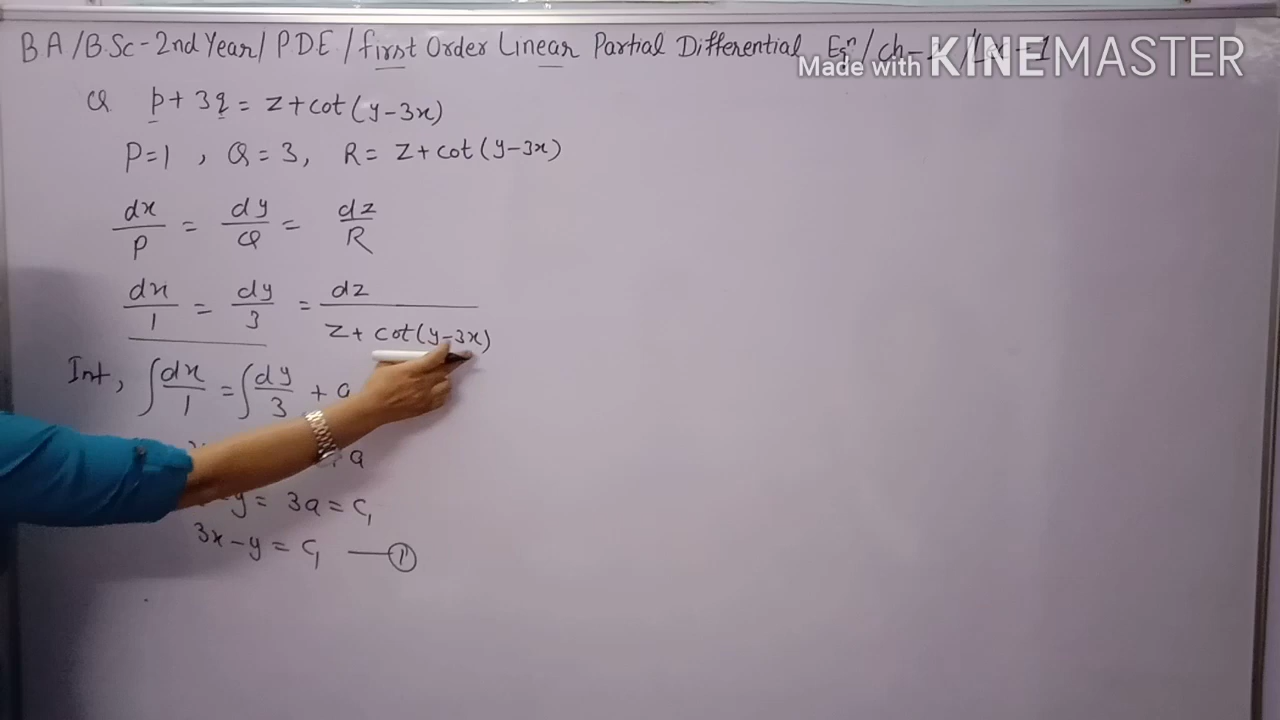 BA/B.Sc-2nd Year/PDE/first Order Linear Partial Differential Eqn/ch-
Made with KINEMASTER
Q p+3q=z+cot(y-3x)
P=1, Q=3, R=z+cot(y-3x)
dx/P = dy/Q = dz/R
dx/1 = dy/3 = dz/z+cot(y-3x)
Int, ∫dx/1 = ∫dy/3 + a
a
-y = 3a = C1
3x-y = C1 —①